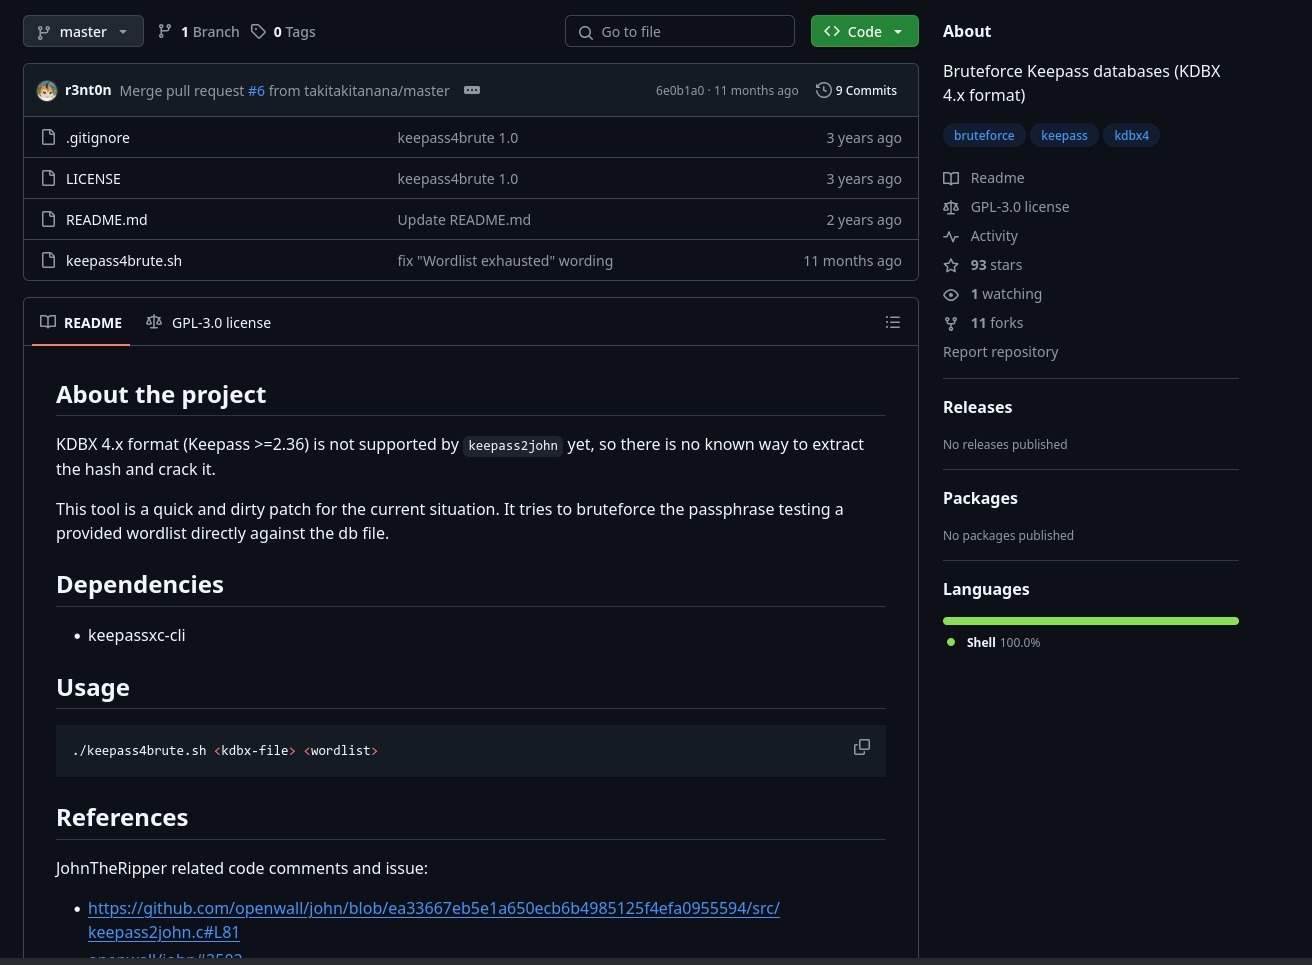 master
1 Branch
0 Tags
Go to file
Code
r3nt0n Merge pull request #6 from takitakitanana/master
6e0b1a0 · 11 months ago
9 Commits
.gitignore keepass4brute 1.0 3 years ago
LICENSE keepass4brute 1.0 3 years ago
README.md Update README.md 2 years ago
keepass4brute.sh fix "Wordlist exhausted" wording 11 months ago
README
GPL-3.0 license
About the project
KDBX 4.x format (Keepass >=2.36) is not supported by keepass2john yet, so there is no known way to extract
the hash and crack it.
This tool is a quick and dirty patch for the current situation. It tries to bruteforce the passphrase testing a
provided wordlist directly against the db file.
Dependencies
• keepassxc-cli
Usage
./keepass4brute.sh <kdbx-file> <wordlist>
References
JohnTheRipper related code comments and issue:
• https://github.com/openwall/john/blob/ea33667eb5e1a650ecb6b4985125f4efa0955594/src/
keepass2john.c#L81
About
Bruteforce Keepass databases (KDBX
4.x format)
bruteforce keepass kdbx4
Readme
GPL-3.0 license
Activity
93 stars
1 watching
11 forks
Report repository
Releases
No releases published
Packages
No packages published
Languages
Shell 100.0%